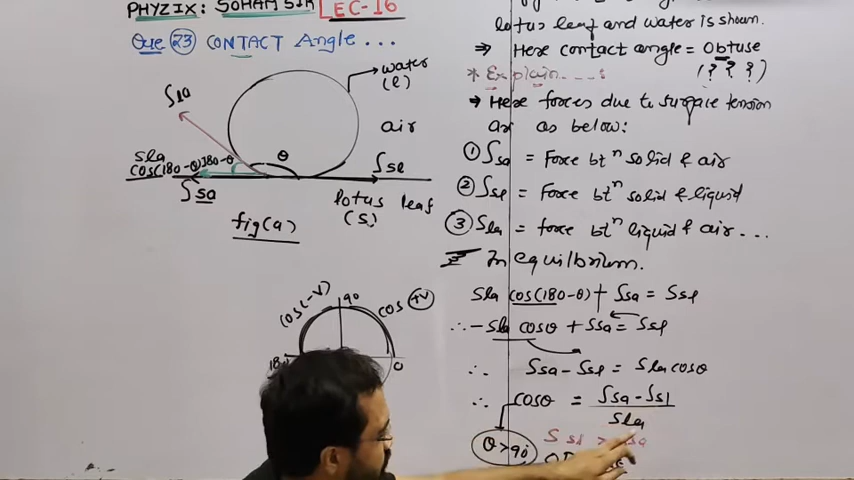 PHYZIX: SOHAM SIR LEC-16
Que 23 CONTACT Angle ...
Sla
water
(l)
air
θ
180-θ
Sla
cos(180-θ)
Ssl
Ssa
lotus leaf
(S)
fig(a)
cos(-V)
90
cos +V
180
0
lotus leaf and water is shown.
⇒ Here contact angle = Obtuse
(? ? ?)
* Explain....:
→ Here forces due to surface tension
are as below:
① Ssa = Force btⁿ solid & air
② Ssl = Force btⁿ solid & liquid
③ Sla = force btⁿ liquid & air...
In equilibrium.
Sla cos(180-θ) + Ssa = Ssl
∴ -Sla cosθ + Ssa = Ssl
∴ Ssa - Ssl = Sla cosθ
∴ cosθ = Ssa - Ssl
Sla
θ > 90
Ssl > Ssa